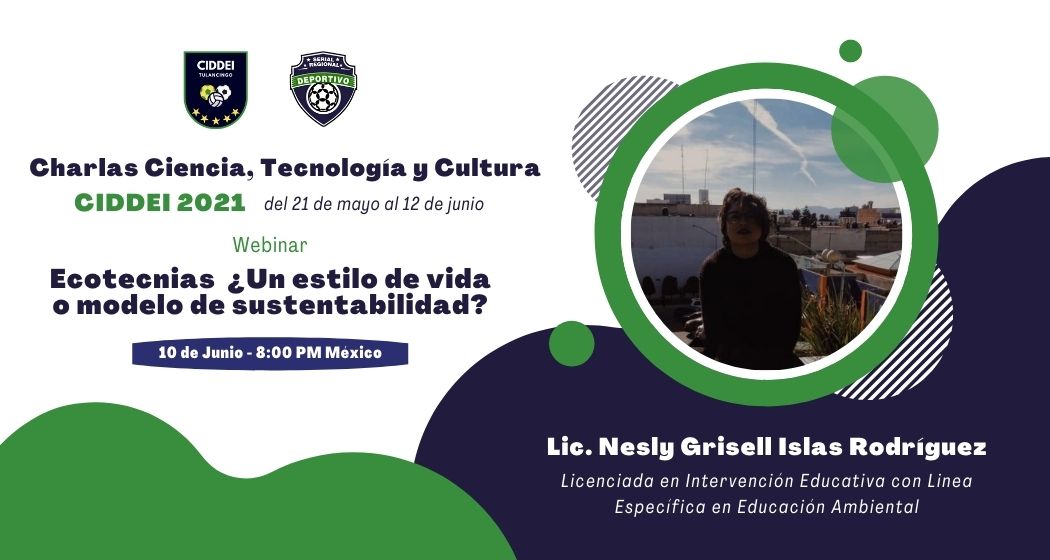 CIDDEI
TULANCINGO
SERIAL
REGIONAL
DEPORTIVO
Charlas Ciencia, Tecnología y Cultura
CIDDEI 2021 del 21 de mayo al 12 de junio
Webinar
Ecotecnias ¿Un estilo de vida
o modelo de sustentabilidad?
10 de Junio - 8:00 PM México
Lic. Nesly Grisell Islas Rodríguez
Licenciada en Intervención Educativa con Linea
Específica en Educación Ambiental